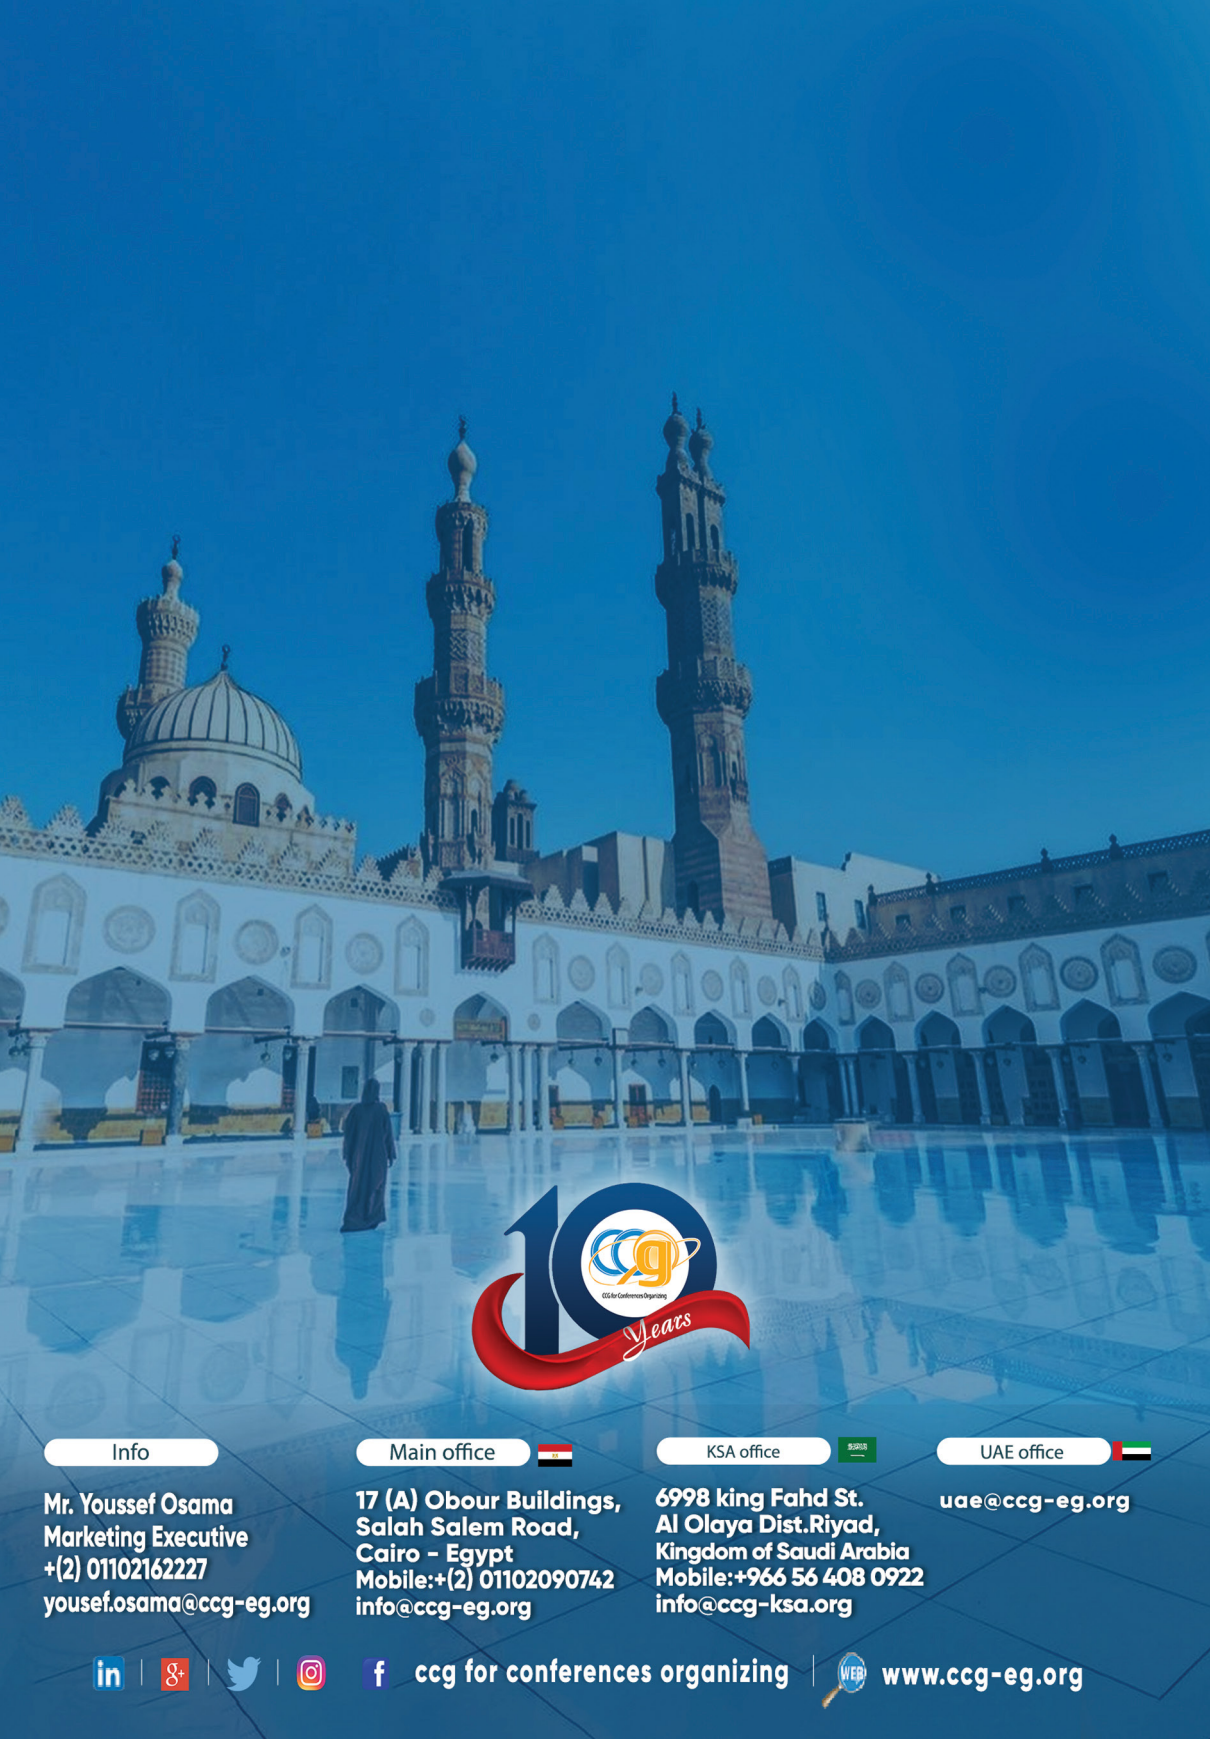 10
CCg
CCG for Conferences Organizing
Years
Info
Mr. Youssef Osama
Marketing Executive
+(2) 01102162227
yousef.osama@ccg-eg.org
Main office
17 (A) Obour Buildings,
Salah Salem Road,
Cairo - Egypt
Mobile:+(2) 01102090742
info@ccg-eg.org
KSA office
6998 king Fahd St.
Al Olaya Dist.Riyad,
Kingdom of Saudi Arabia
Mobile:+966 56 408 0922
info@ccg-ksa.org
UAE office
uae@ccg-eg.org
in g+ f ccg for conferences organizing WEB www.ccg-eg.org